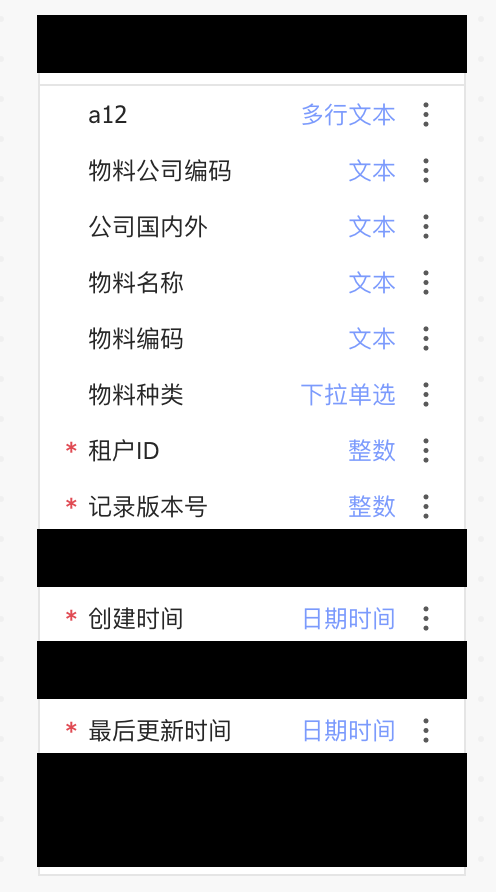 a12 多行文本
物料公司编码 文本
公司国内外 文本
物料名称 文本
物料编码 文本
物料种类 下拉单选
* 租户ID 整数
* 记录版本号 整数
* 创建时间 日期时间
* 最后更新时间 日期时间